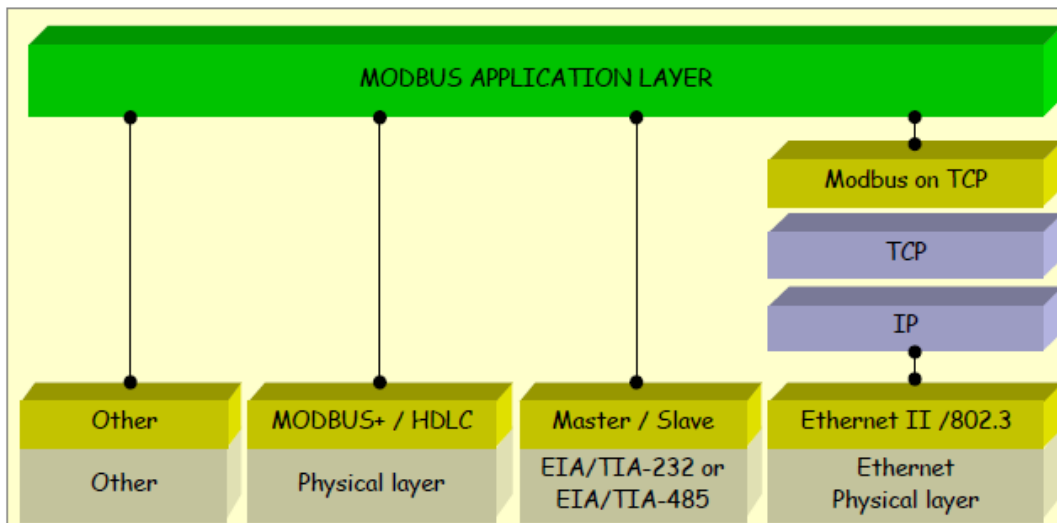 MODBUS APPLICATION LAYER
Modbus on TCP
TCP
IP
Other
MODBUS+ / HDLC
Master / Slave
Ethernet II /802.3
Other
Physical layer
EIA/TIA-232 or
EIA/TIA-485
Ethernet
Physical layer